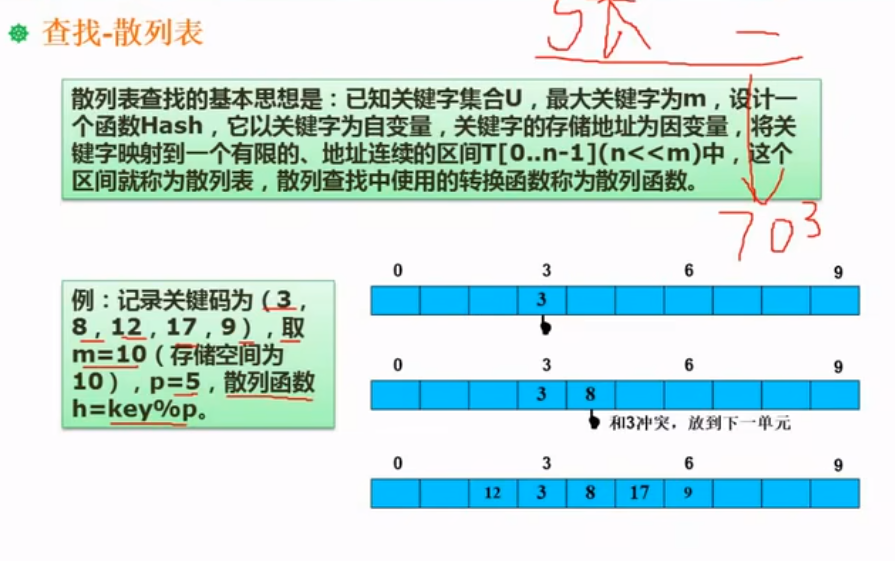 查找-散列表
散列表查找的基本思想是：已知关键字集合U，最大关键字为m，设计一
个函数Hash，它以关键字为自变量，关键字的存储地址为因变量，将关
键字映射到一个有限的、地址连续的区间T[0..n-1](n<<m)中，这个
区间就称为散列表，散列查找中使用的转换函数称为散列函数。
703
例：记录关键码为（3，
8，12，17，9），取
m=10（存储空间为
10），p=5，散列函数
h=key%p。
0 3 6 9
3
0 3 6 9
3 8
和3冲突，放到下一单元
0 3 6 9
12 3 8 17 9